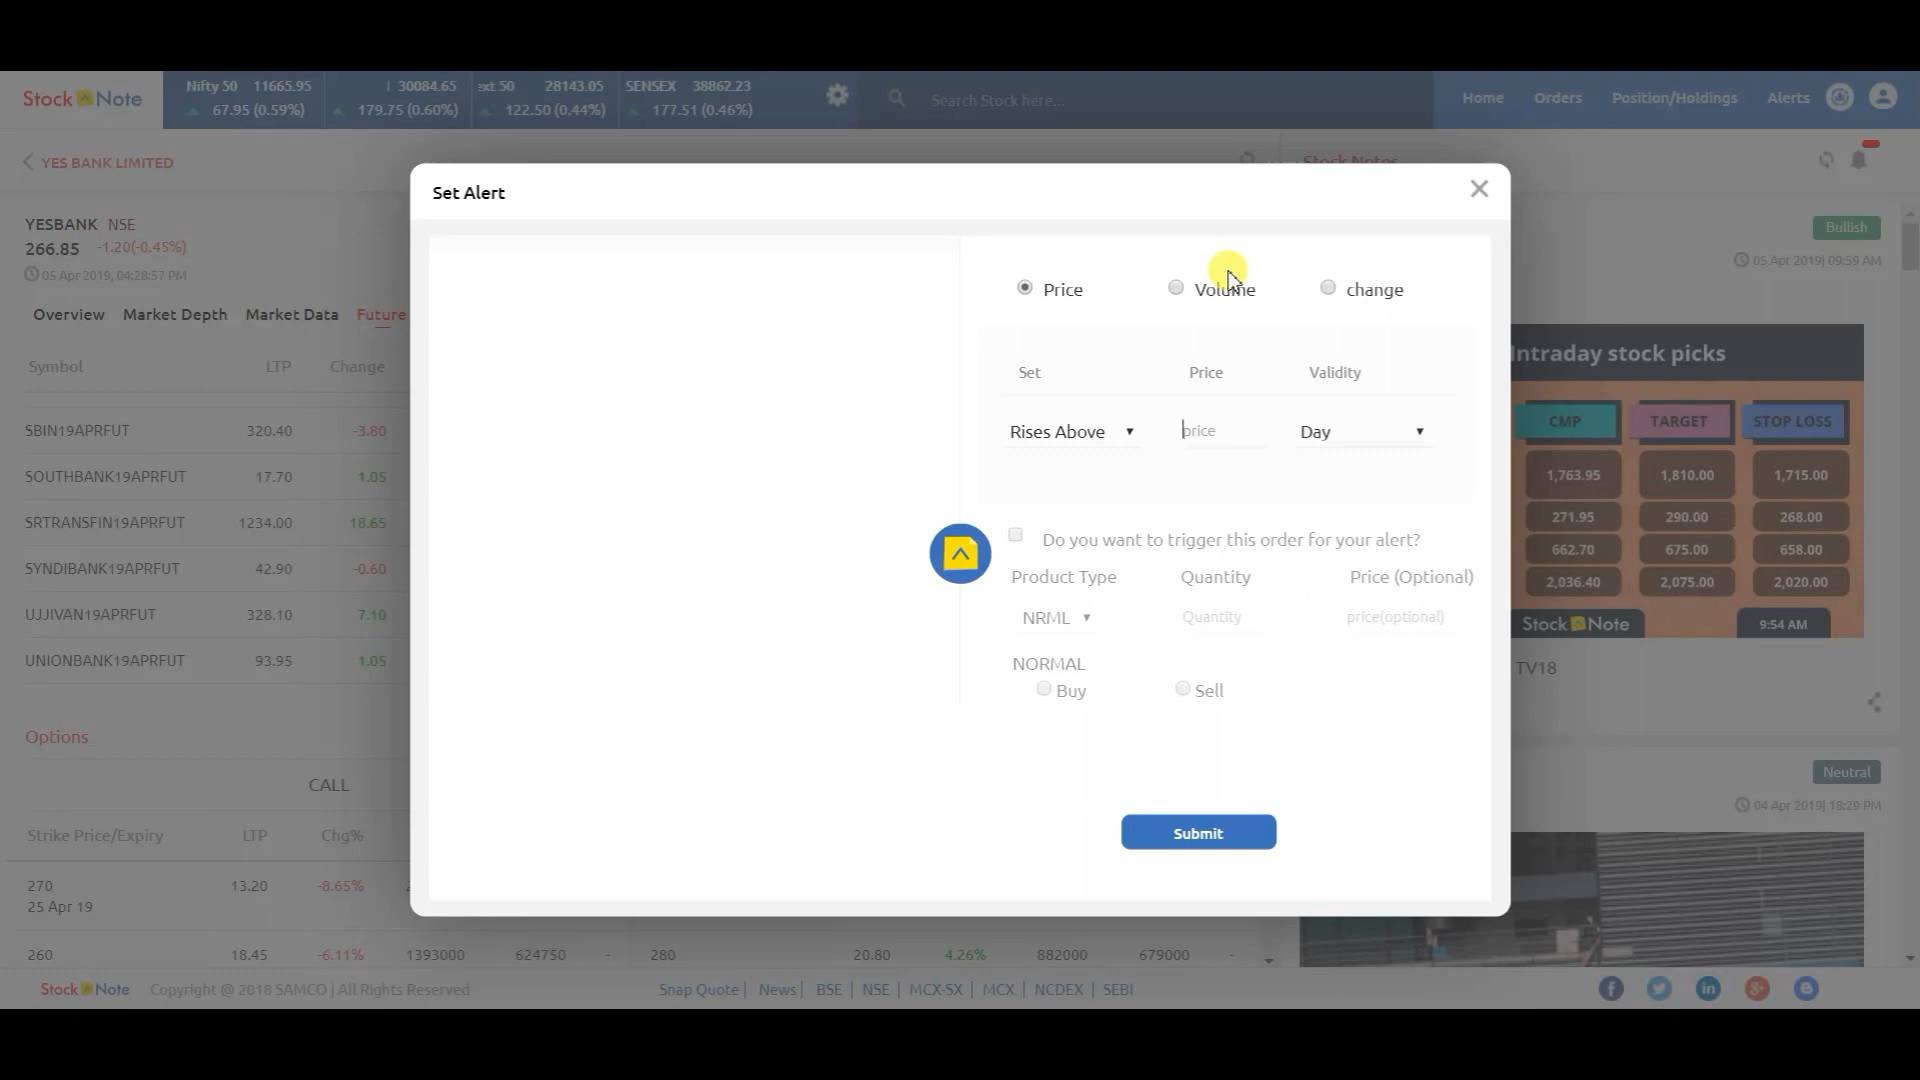 Stock Note
Nifty 50 11665.95
67.95 (0.59%)
30084.65
179.75 (0.60%)
ext 50 28143.05
122.50 (0.44%)
SENSEX 38862.23
177.51 (0.46%)
Search Stock here...
Home Orders Position/Holdings Alerts
YES BANK LIMITED
Stock Notes
Set Alert
YESBANK NSE
266.85 -1.20(-0.45%)
05 Apr 2019, 04:28:57 PM
Overview Market Depth Market Data Future
Symbol LTP Change
SBIN19APRFUT 320.40 -3.80
SOUTHBANK19APRFUT 17.70 1.05
SRTRANSFIN19APRFUT 1234.00 18.65
SYNDIBANK19APRFUT 42.90 -0.60
UJJIVAN19APRFUT 328.10 7.10
UNIONBANK19APRFUT 93.95 1.05
Options
CALL
Strike Price/Expiry LTP Chg%
270 13.20 -8.65%
25 Apr 19
260 18.45 -6.11% 1393000 624750 - 280 20.80 4.26% 882000 679000 -
Price Volume change
Set Price Validity
Rises Above price Day
Do you want to trigger this order for your alert?
Product Type Quantity Price (Optional)
NRML Quantity price(optional)
NORMAL
Buy Sell
Submit
Bullish
05 Apr 2019| 09:59 AM
Intraday stock picks
CMP TARGET STOP LOSS
1,763.95 1,810.00 1,715.00
271.95 290.00 268.00
662.70 675.00 658.00
2,036.40 2,075.00 2,020.00
Stock Note 9:54 AM
TV18
Neutral
04 Apr 2019| 18:29 PM
Stock Note Copyright @ 2018 SAMCO | All Rights Reserved
Snap Quote | News | BSE | NSE | MCX-SX | MCX | NCDEX | SEBI